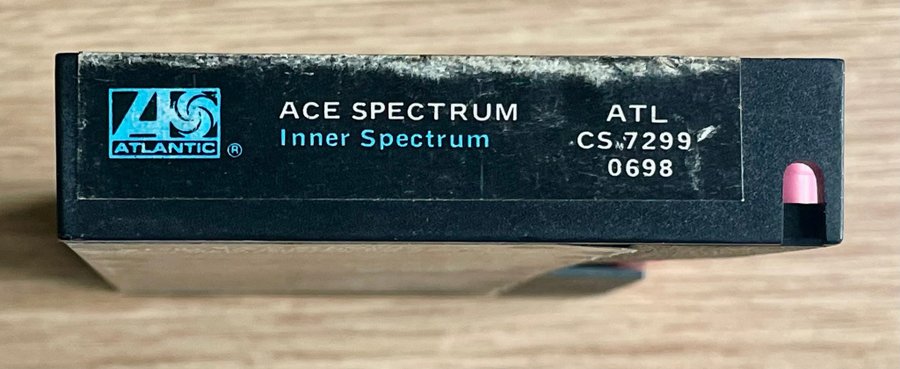 ATLANTIC ®
ACE SPECTRUM
Inner Spectrum
ATL
CS 7299
0698